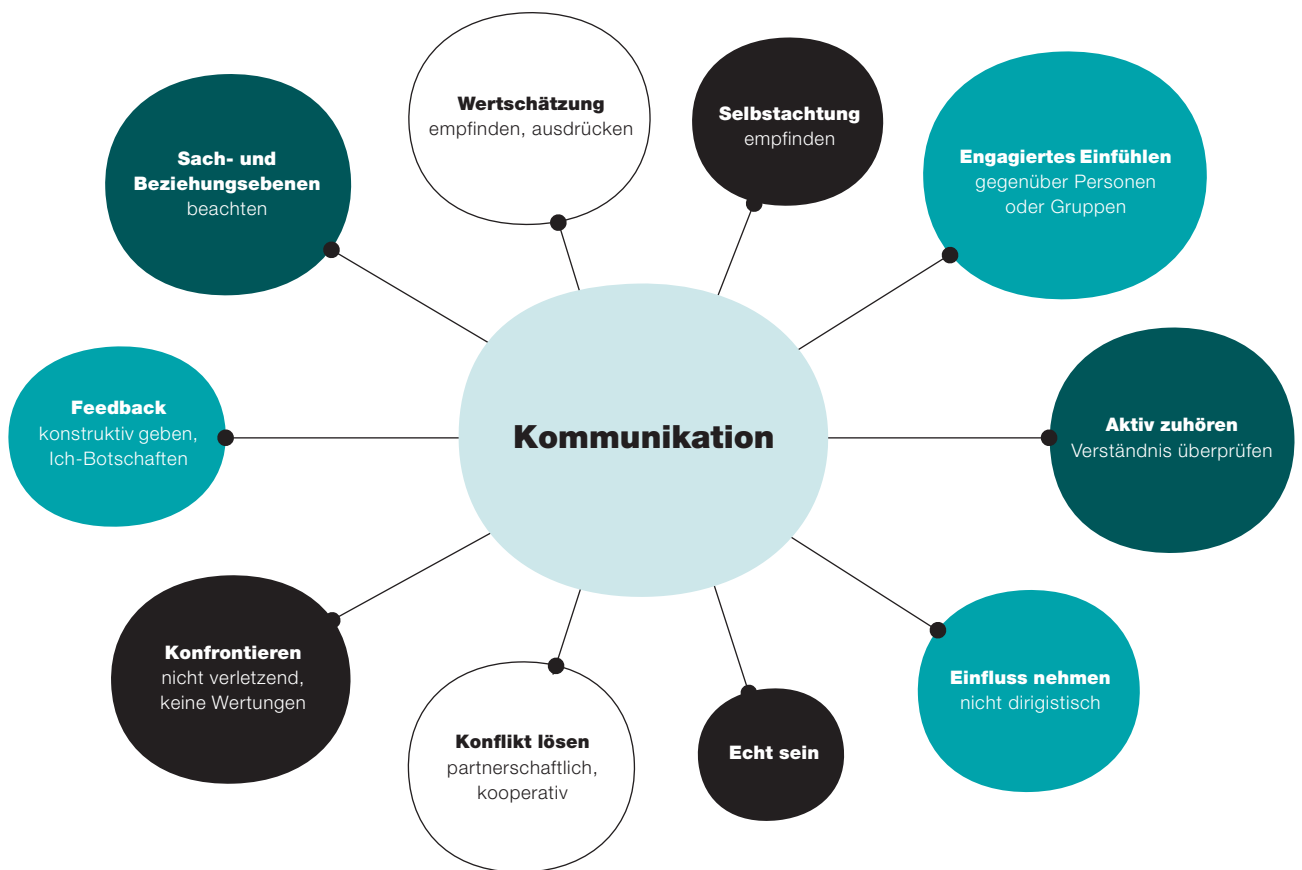 Wertschätzung
empfinden, ausdrücken
Selbstachtung
empfinden
Sach- und
Beziehungsebenen
beachten
Engagiertes Einfühlen
gegenüber Personen
oder Gruppen
Feedback
konstruktiv geben,
Ich-Botschaften
Kommunikation
Aktiv zuhören
Verständnis überprüfen
Konfrontieren
nicht verletzend,
keine Wertungen
Einfluss nehmen
nicht dirigistisch
Konflikt lösen
partnerschaftlich,
kooperativ
Echt sein